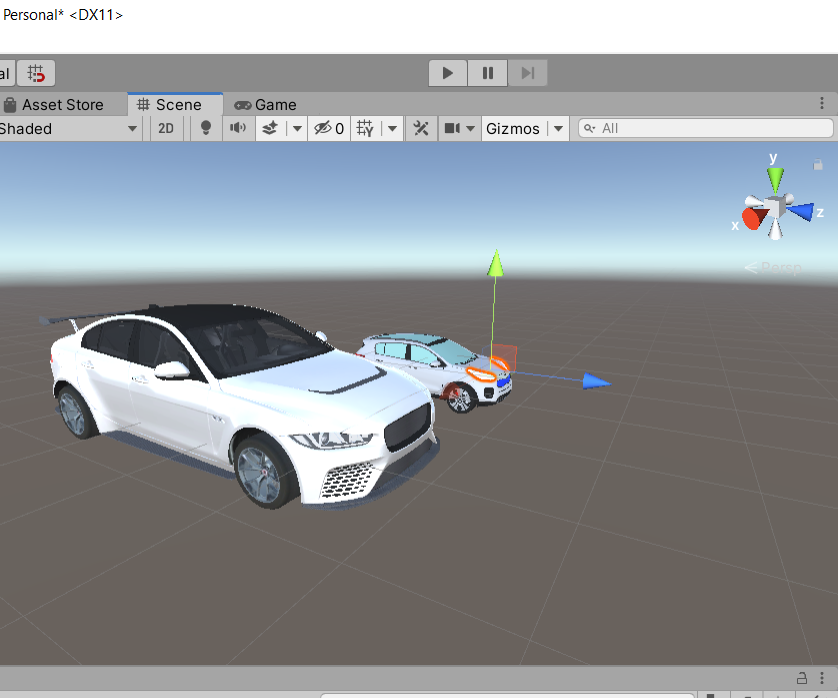 Personal* <DX11>
al
Asset Store
Scene
Game
Shaded
2D
0
Gizmos
All
y
x
z
Persp